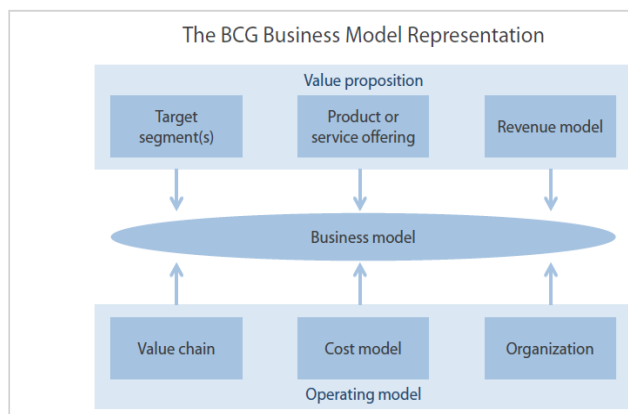 The BCG Business Model Representation
Value proposition
Target
segment(s)
Product or
service offering
Revenue model
Business model
Value chain
Cost model
Organization
Operating model